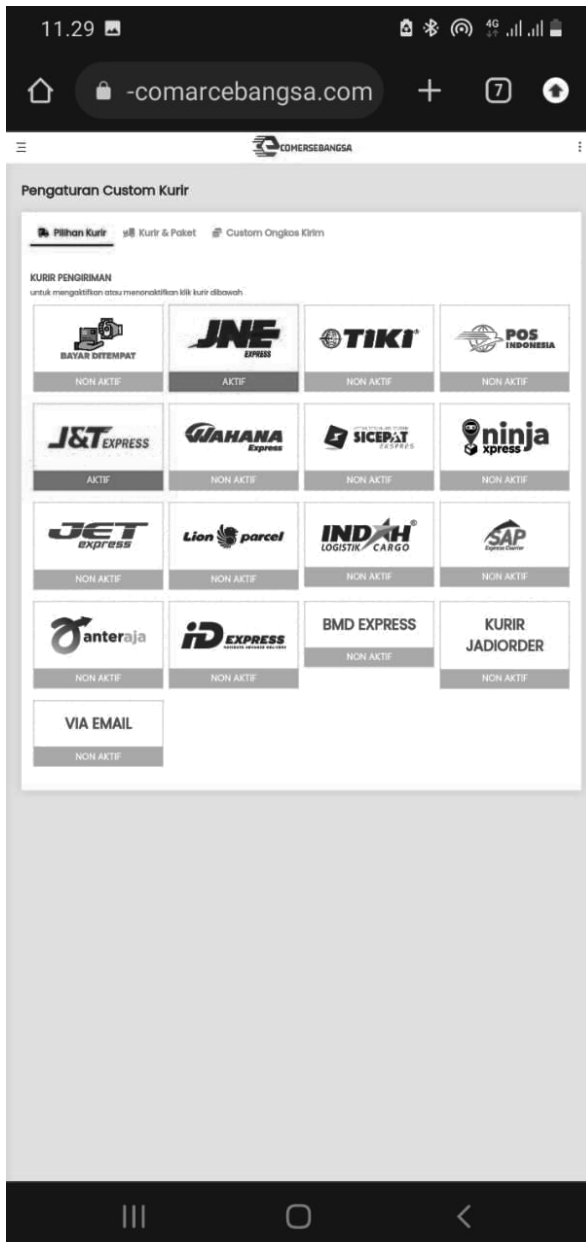 11.29
4G
-comarcebangsa.com
7
COMERSEBANGSA
Pengaturan Custom Kurir
Pilihan Kurir Kurir & Paket Custom Ongkos Kirim
KURIR PENGIRIMAN
untuk mengaktifkan atau menonaktifkan klik kurir dibawah
BAYAR DITEMPAT JNE EXPRESS TIKI POS INDONESIA
NON AKTIF AKTIF NON AKTIF NON AKTIF
J&T EXPRESS WAHANA Express SICEPAT EKSPRES ninja xpress
AKTIF NON AKTIF NON AKTIF NON AKTIF
JET express Lion parcel INDAH LOGISTIK CARGO SAP Express Courier
NON AKTIF NON AKTIF NON AKTIF NON AKTIF
anteraja iD EXPRESS BMD EXPRESS KURIR JADIORDER
NON AKTIF NON AKTIF NON AKTIF NON AKTIF
VIA EMAIL
NON AKTIF